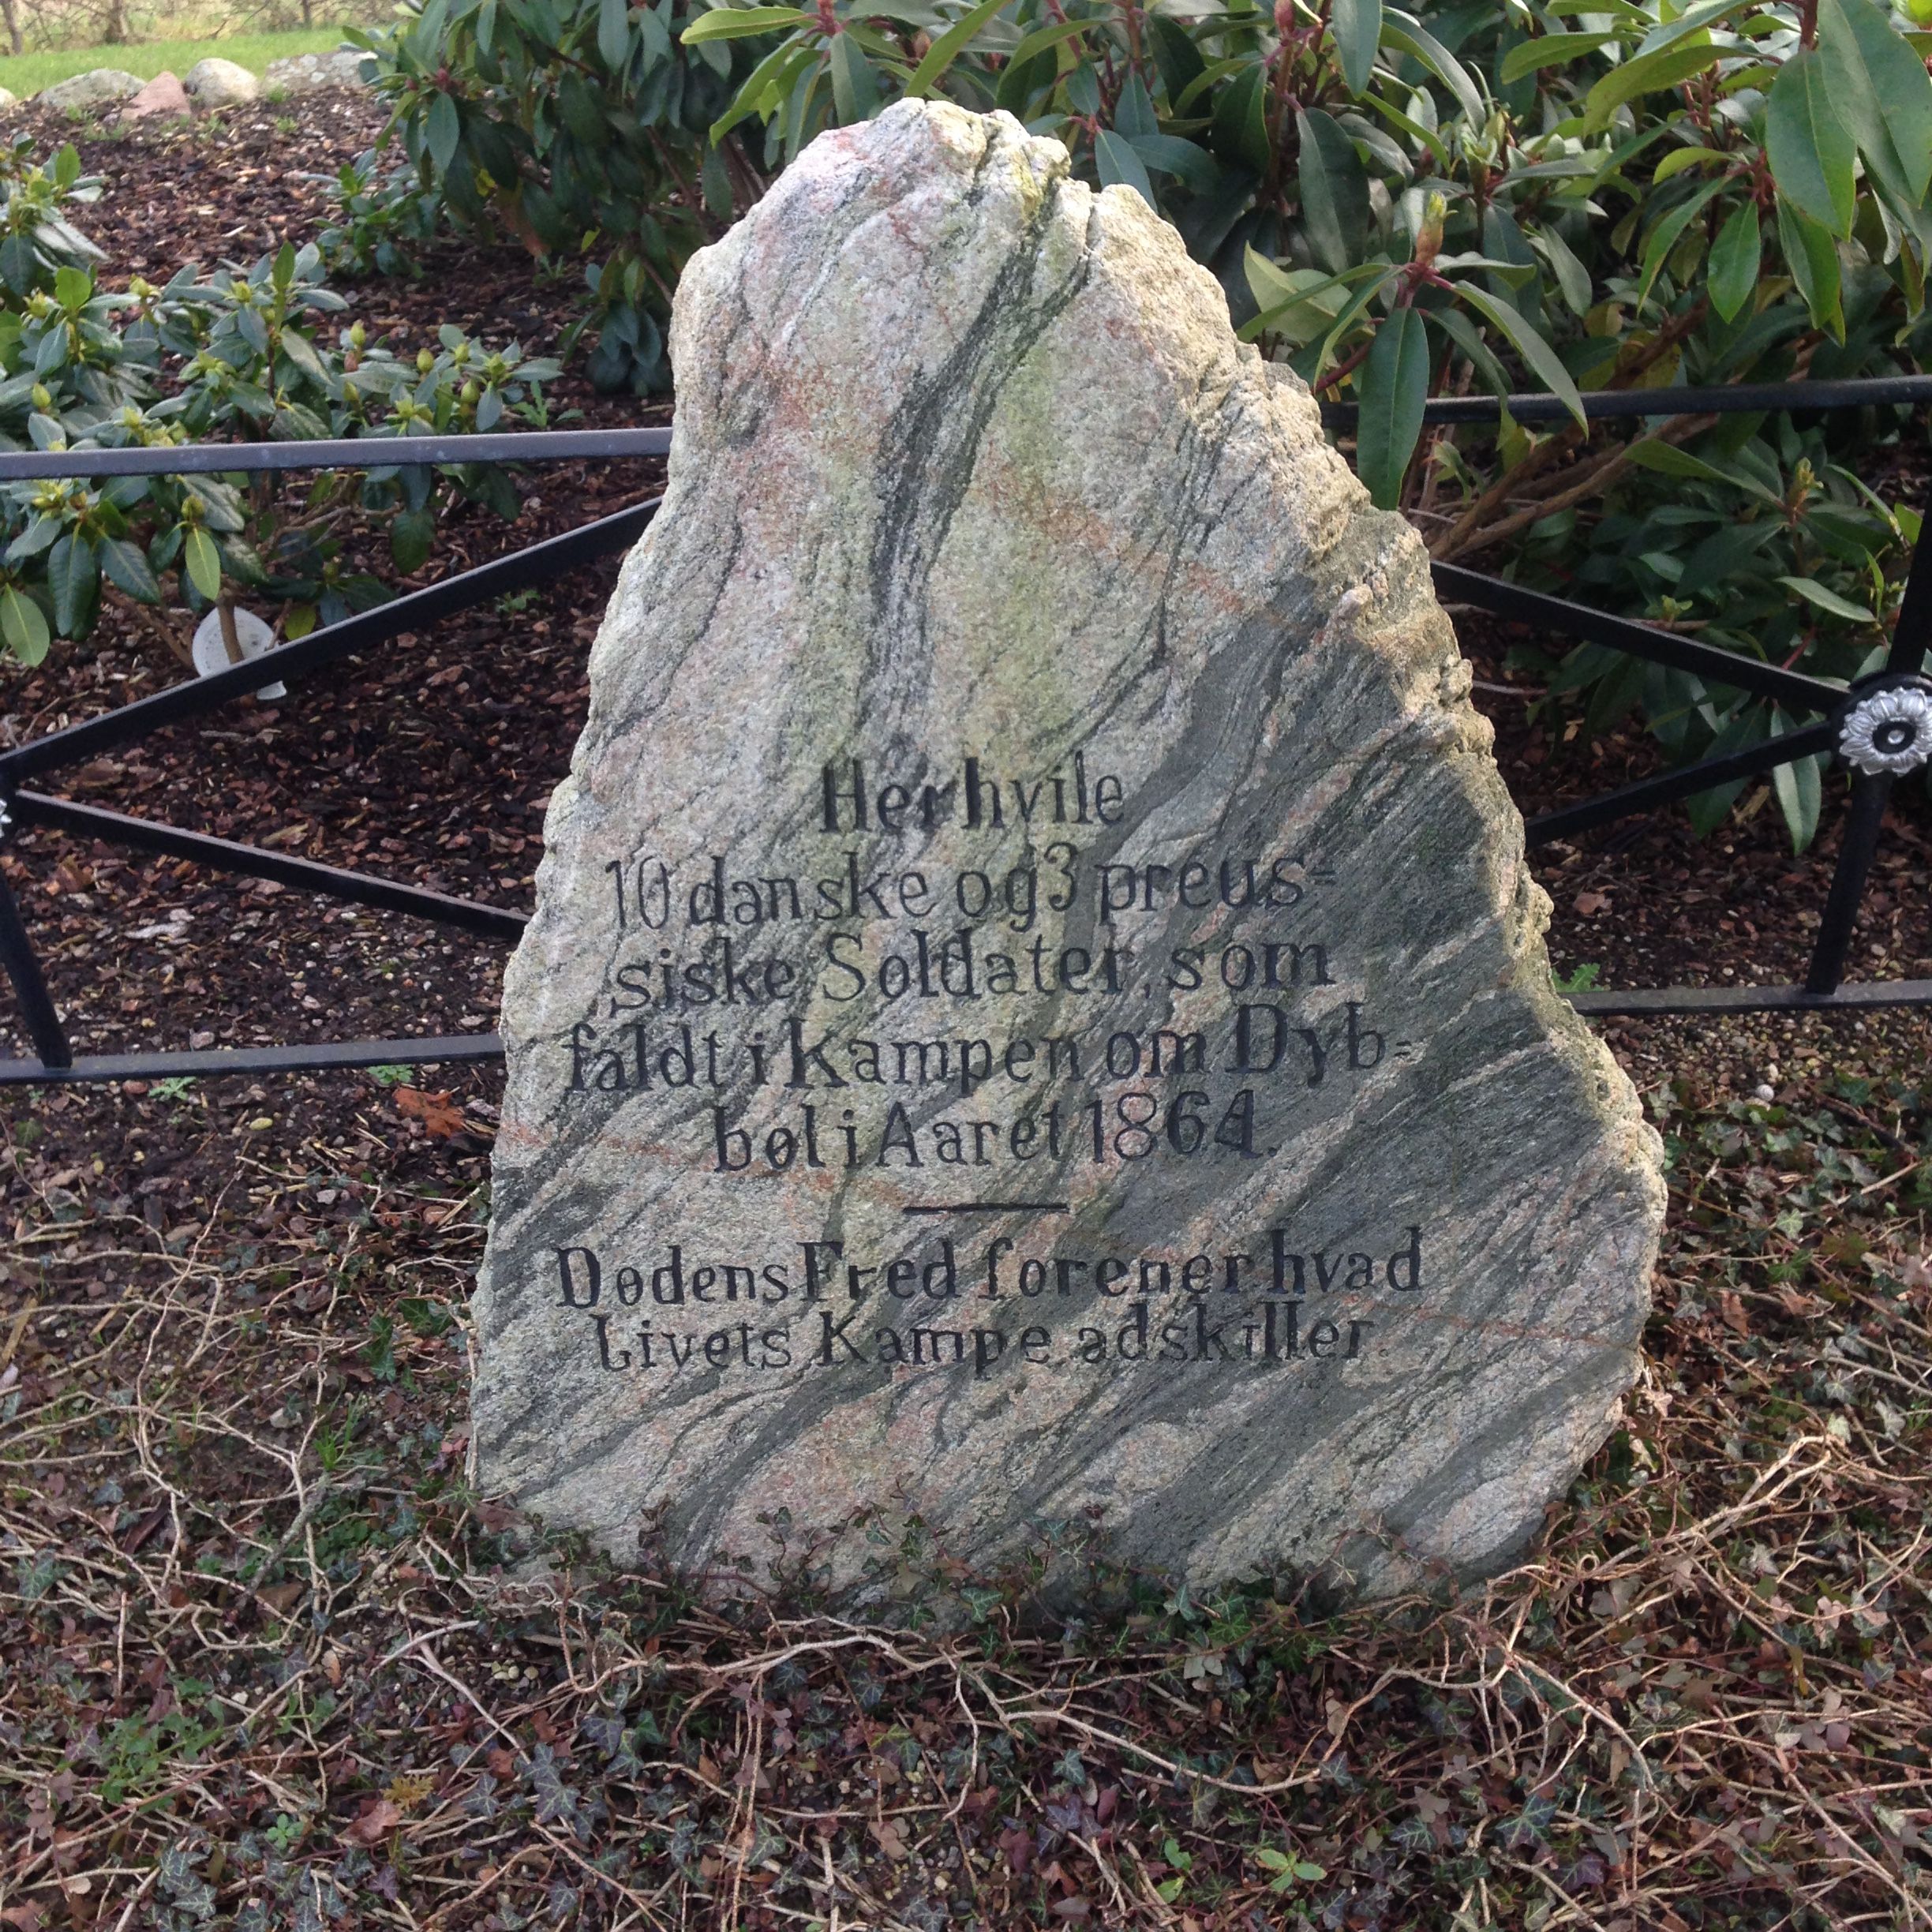 Her hvile
10 danske og 3 preus=
siske Soldater, som
faldt i Kampen om Dyb=
bøl i Aaret 1864.
Dødens Fred forener hvad
Livets Kampe adskiller.